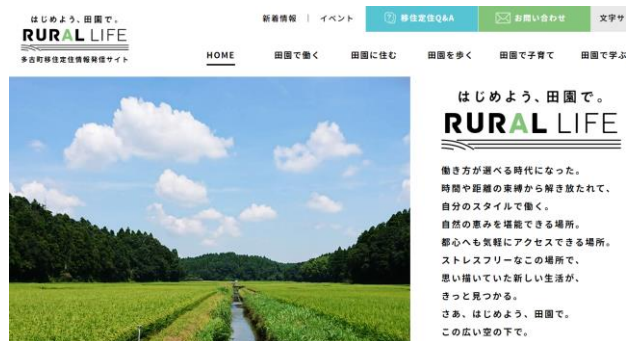 はじめよう、田園で。
RURAL LIFE
多古町移住定住情報発信サイト
新着情報 | イベント
移住定住Q&A
お問い合わせ
文字サ
HOME
田園で働く
田園に住む
田園を歩く
田園で子育て
田園で学ぶ
はじめよう、田園で。
RURAL LIFE
働き方が選べる時代になった。
時間や距離の束縛から解き放たれて、
自分のスタイルで働く。
自然の恵みを堪能できる場所。
都心へも気軽にアクセスできる場所。
ストレスフリーなこの場所で、
思い描いていた新しい生活が、
きっと見つかる。
さあ、はじめよう、田園で。
この広い空の下で。